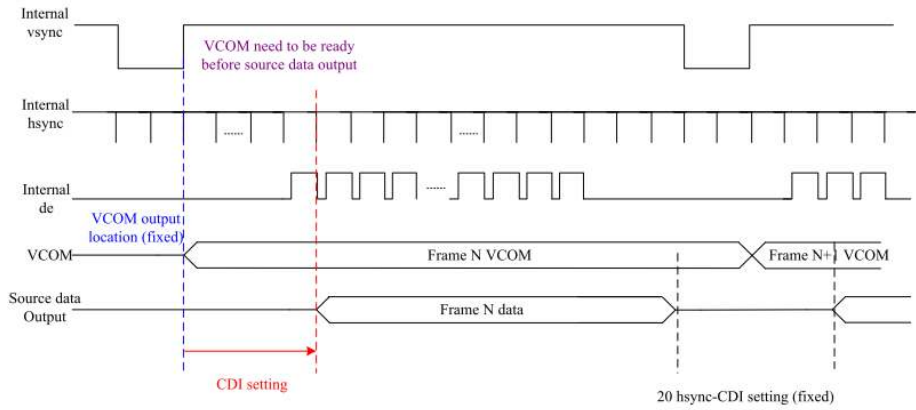 Internal
vsync
VCOM need to be ready
before source data output
Internal
hsync
......
......
Internal
de
......
VCOM output
location (fixed)
VCOM
Frame N VCOM
Frame N+1 VCOM
Source data
Output
Frame N data
CDI setting
20 hsync-CDI setting (fixed)